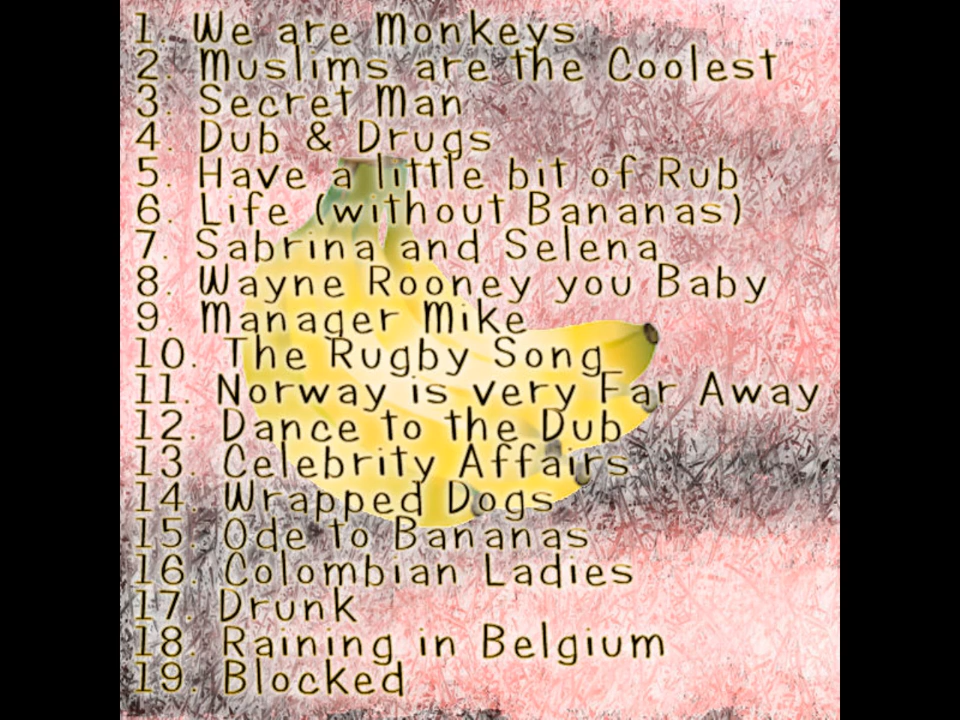 1. We are Monkeys
2. Muslims are the Coolest
3. Secret Man
4. Dub & Drugs
5. Have a little bit of Rub
6. Life (without Bananas)
7. Sabrina and Selena
8. Wayne Rooney you Baby
9. Manager Mike
10. The Rugby Song
11. Norway is very Far Away
12. Dance to the Dub
13. Celebrity Affairs
14. Wrapped Dogs
15. Ode to Bananas
16. Colombian Ladies
17. Drunk
18. Raining in Belgium
19. Blocked